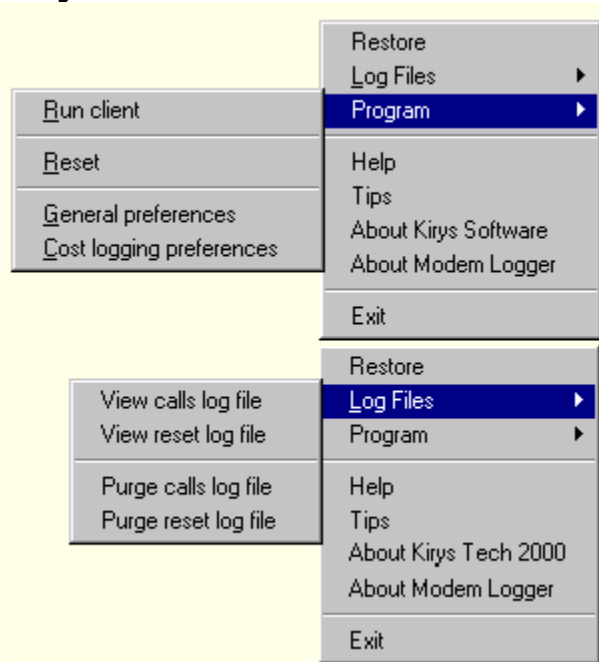 Restore
Log Files
Program
Run client
Reset
General preferences
Cost logging preferences
Help
Tips
About Kirys Software
About Modem Logger
Exit
Restore
Log Files
Program
View calls log file
View reset log file
Purge calls log file
Purge reset log file
Help
Tips
About Kirys Tech 2000
About Modem Logger
Exit